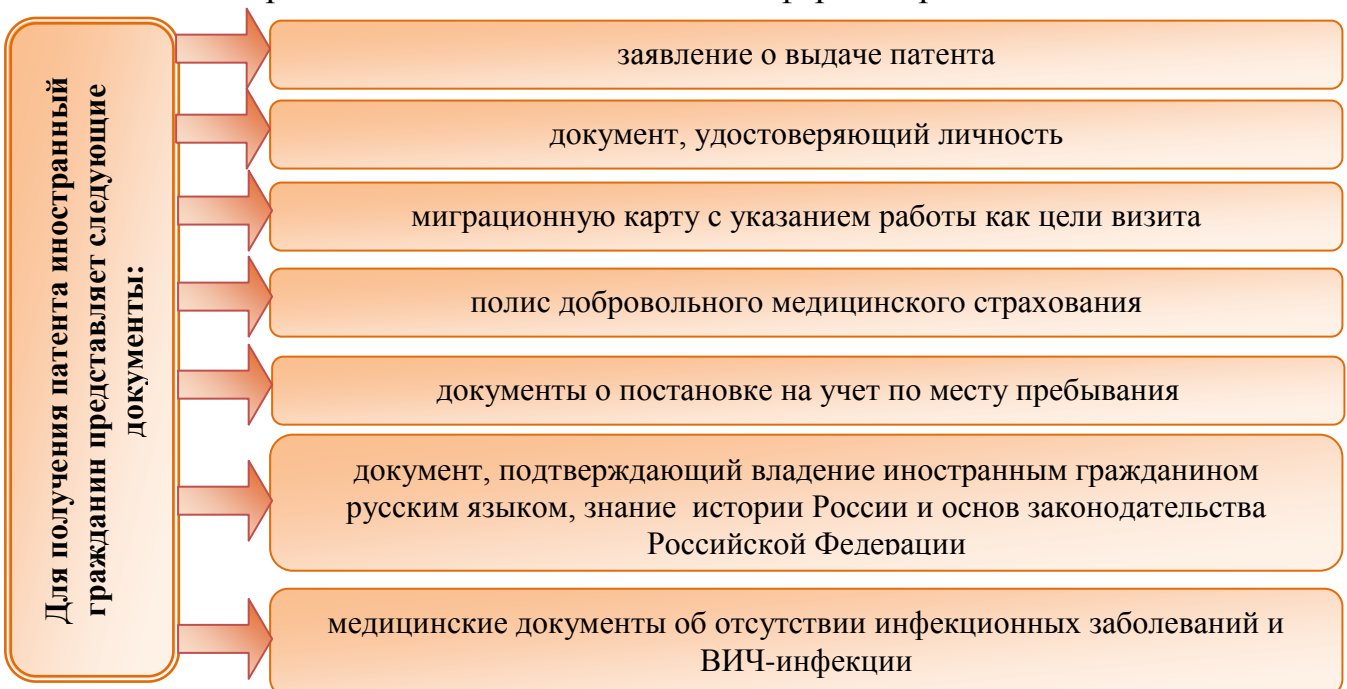 Для получения патента иностранный
гражданин представляет следующие
документы:
заявление о выдаче патента
документ, удостоверяющий личность
миграционную карту с указанием работы как цели визита
полис добровольного медицинского страхования
документы о постановке на учет по месту пребывания
документ, подтверждающий владение иностранным гражданином
русским языком, знание истории России и основ законодательства
Российской Федерации
медицинские документы об отсутствии инфекционных заболеваний и
ВИЧ-инфекции